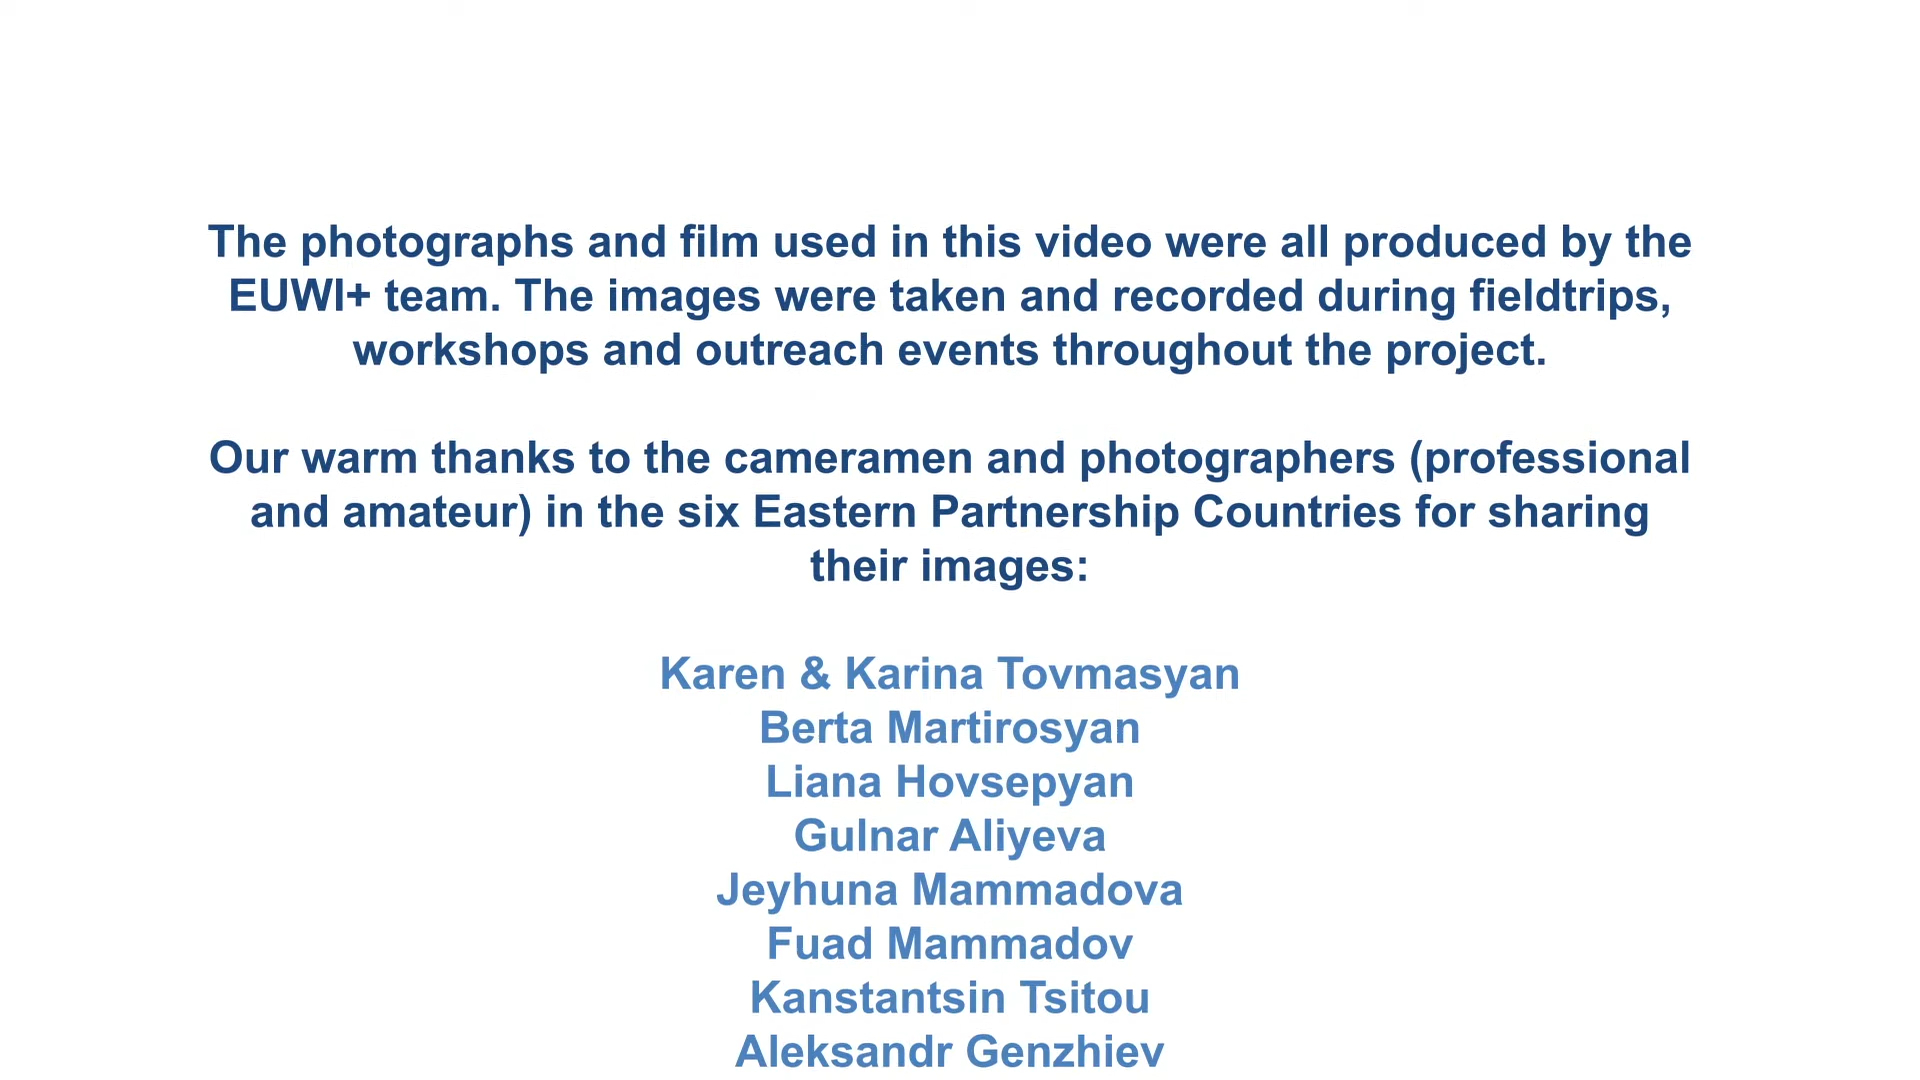 The photographs and film used in this video were all produced by the
EUWI+ team. The images were taken and recorded during fieldtrips,
workshops and outreach events throughout the project.
Our warm thanks to the cameramen and photographers (professional
and amateur) in the six Eastern Partnership Countries for sharing
their images:
Karen & Karina Tovmasyan
Berta Martirosyan
Liana Hovsepyan
Gulnar Aliyeva
Jeyhuna Mammadova
Fuad Mammadov
Kanstantsin Tsitou
Aleksandr Genzhiev